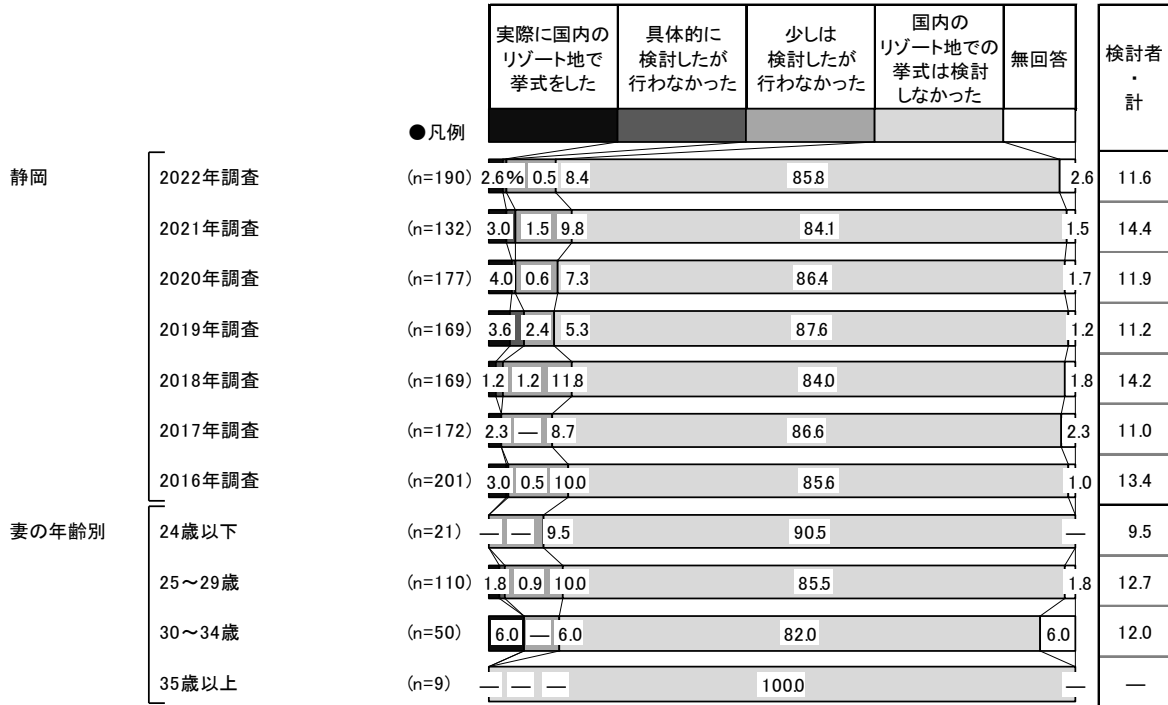 実際に国内の
リゾート地で
挙式をした
具体的に
検討したが
行わなかった
少しは
検討したが
行わなかった
国内の
リゾート地での
挙式は検討
しなかった
無回答
検討者
・
計
●凡例
静岡
2022年調査 (n=190) 2.6% 0.5 8.4 85.8 2.6 11.6
2021年調査 (n=132) 3.0 1.5 9.8 84.1 1.5 14.4
2020年調査 (n=177) 4.0 0.6 7.3 86.4 1.7 11.9
2019年調査 (n=169) 3.6 2.4 5.3 87.6 1.2 11.2
2018年調査 (n=169) 1.2 1.2 11.8 84.0 1.8 14.2
2017年調査 (n=172) 2.3 — 8.7 86.6 2.3 11.0
2016年調査 (n=201) 3.0 0.5 10.0 85.6 1.0 13.4
妻の年齢別
24歳以下 (n=21) — — 9.5 90.5 — 9.5
25～29歳 (n=110) 1.8 0.9 10.0 85.5 1.8 12.7
30～34歳 (n=50) 6.0 — 6.0 82.0 6.0 12.0
35歳以上 (n=9) — — — 100.0 — —